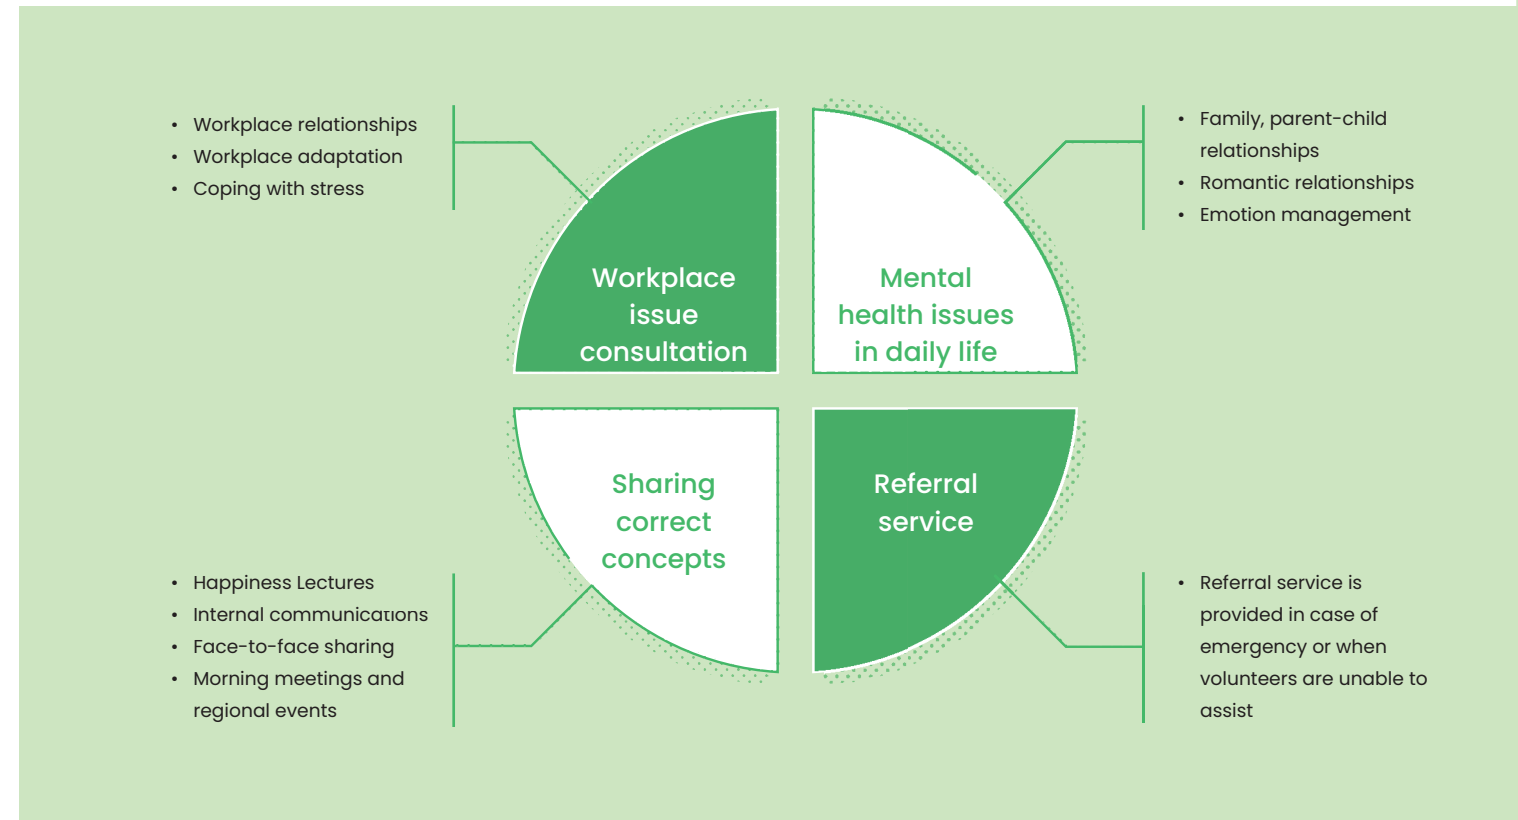 • Workplace relationships
• Workplace adaptation
• Coping with stress
Workplace
issue
consultation
Mental
health issues
in daily life
• Family, parent-child
relationships
• Romantic relationships
• Emotion management
Sharing
correct
concepts
• Happiness Lectures
• Internal communications
• Face-to-face sharing
• Morning meetings and
regional events
Referral
service
• Referral service is
provided in case of
emergency or when
volunteers are unable to
assist